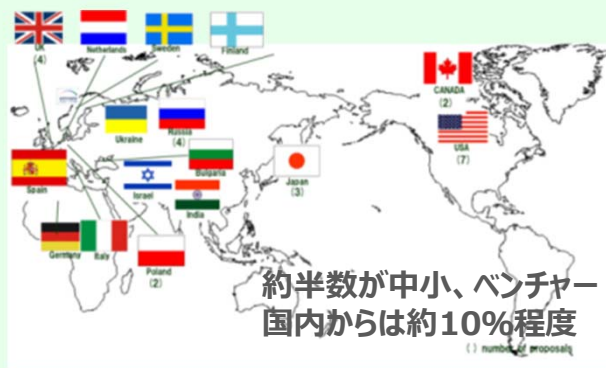 UK
(4)
Netherlands
Sweden
Finland
CANADA
(2)
USA
(7)
Ukraine
Russia
(4)
Bulgaria
Japan
(3)
Spain
Israel
India
Germany
Italy
Poland
(2)
約半数が中小、ベンチャー
国内からは約10%程度
( ) number of proposals